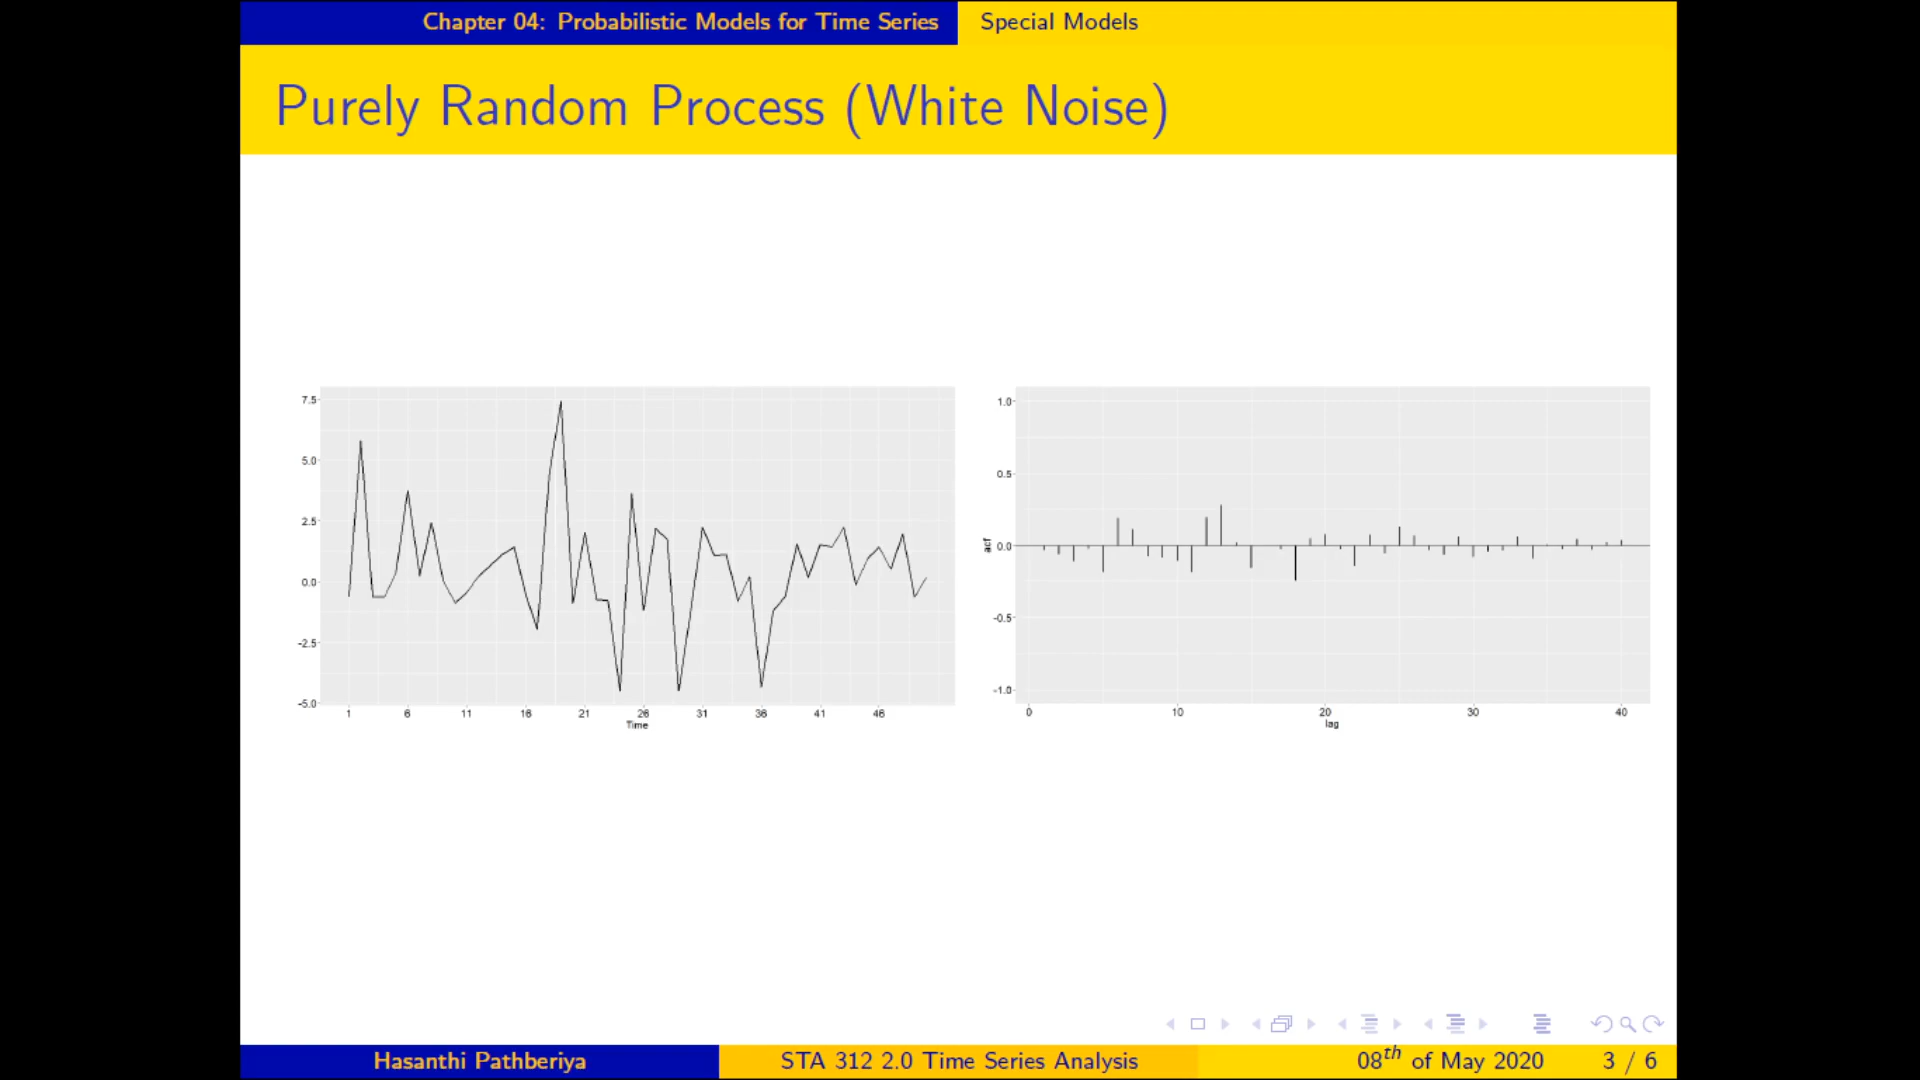 Chapter 04: Probabilistic Models for Time Series Special Models
Purely Random Process (White Noise)
7.5
5.0
2.5
0.0
-2.5
-5.0
1 6 11 16 21 26 31 36 41 46
Time
1.0
0.5
0.0
-0.5
-1.0
acf
0 10 20 30 40
lag
Hasanthi Pathberiya STA 312 2.0 Time Series Analysis 08th of May 2020 3 / 6